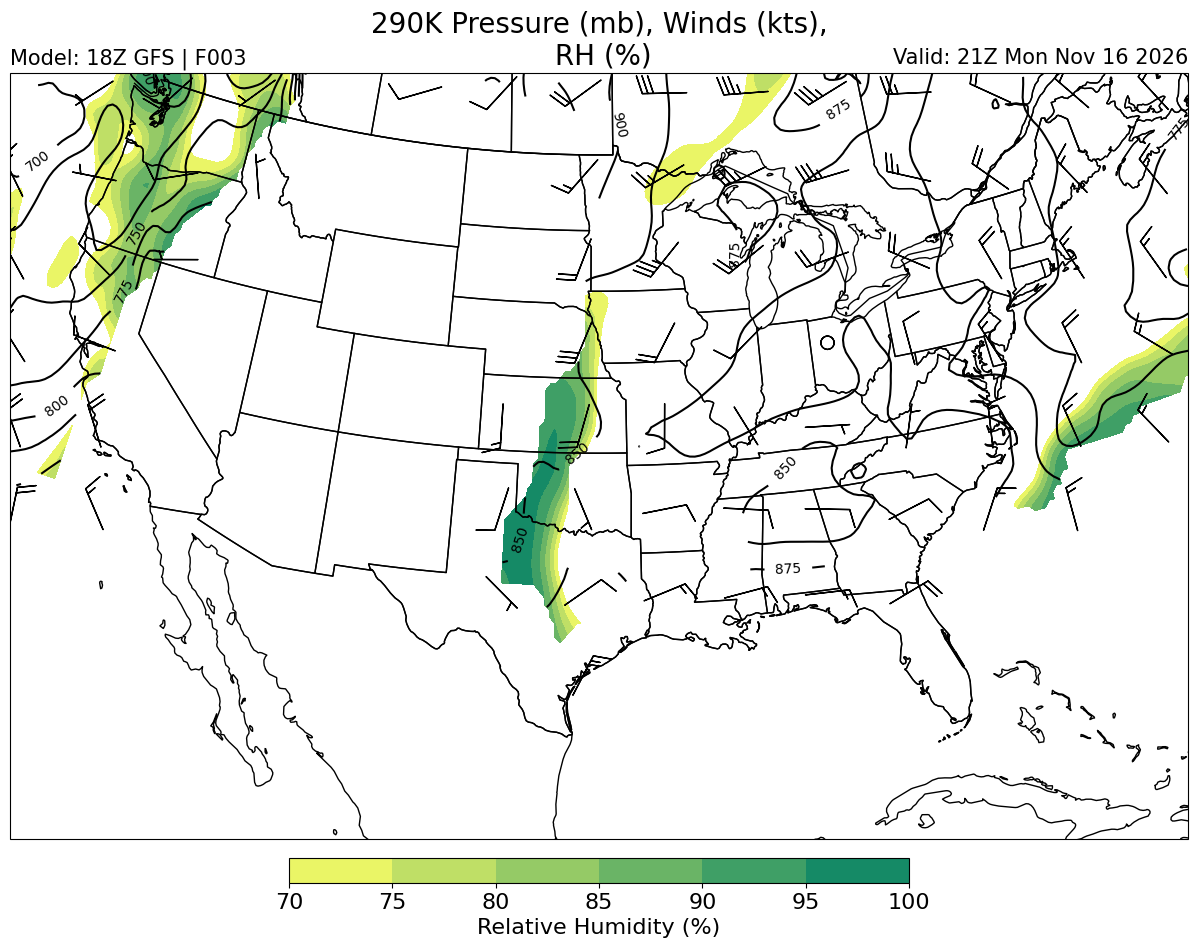 290K Pressure (mb), Winds (kts),
RH (%)
Model: 18Z GFS | F003
Valid: 21Z Mon Nov 16 2026
700
750
775
800
900
875
875
775
850
850
850
875
70 75 80 85 90 95 100
Relative Humidity (%)